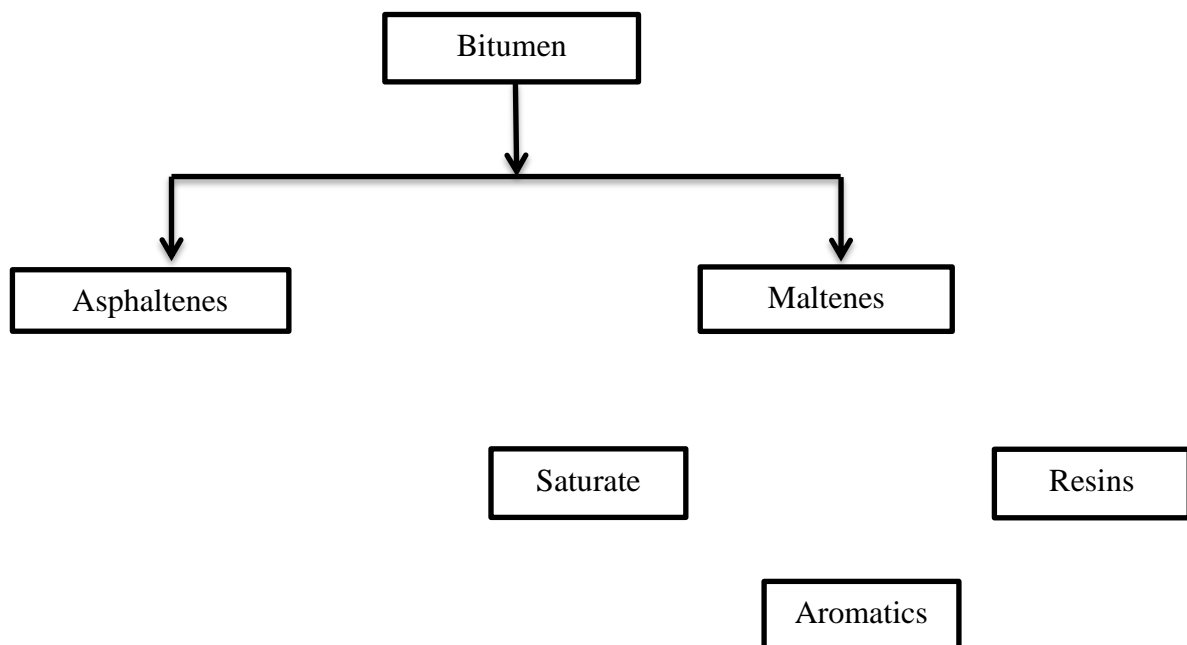 Bitumen
Asphaltenes
Maltenes
Saturate
Resins
Aromatics